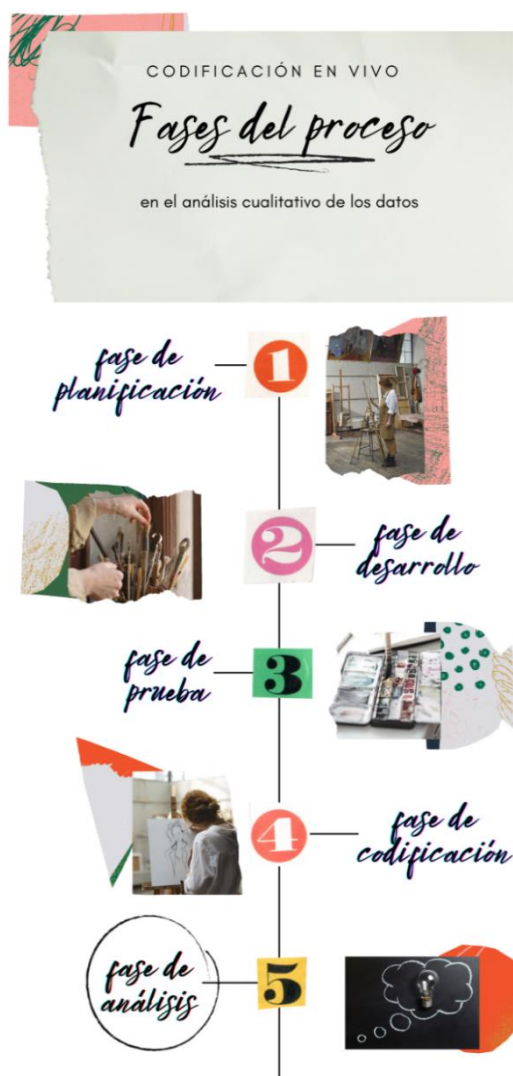 CODIFICACIÓN EN VIVO
Fases del proceso
en el análisis cualitativo de los datos
fase de
planificación
1
2
fase de
desarrollo
fase de
prueba
3
4
fase de
codificación
fase de
análisis
5